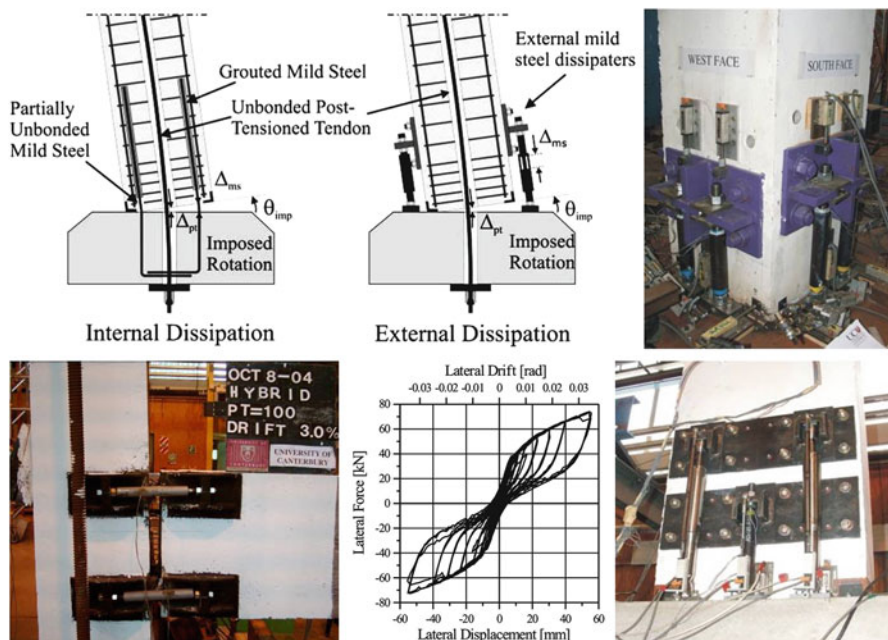 Grouted Mild Steel
Partially
Unbonded
Mild Steel
Unbonded Post-
Tensioned Tendon
Δms
θimp
Δpt
Imposed
Rotation
Internal Dissipation
External mild
steel dissipaters
Δms
θimp
Δpt
Imposed
Rotation
External Dissipation
WEST FACE
SOUTH FACE
OCT 8-04
HYBRID
PT=100
DRIFT 3.0%
UNIVERSITY OF
CANTERBURY
Lateral Drift [rad]
-0.03 -0.02 -0.01 0 0.01 0.02 0.03
Lateral Force [kN]
80
60
40
20
0
-20
-40
-60
-80
-60 -40 -20 0 20 40 60
Lateral Displacement [mm]